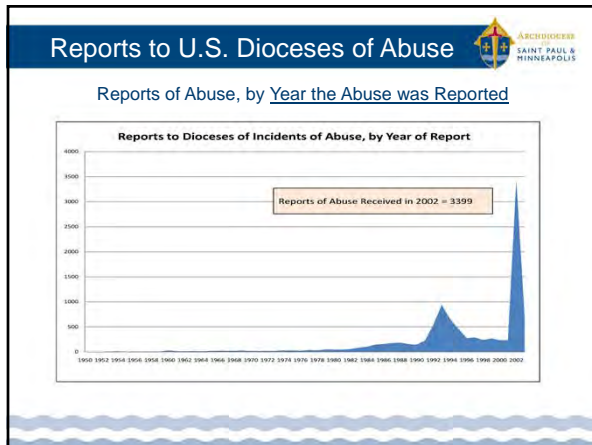 Reports to U.S. Dioceses of Abuse
ARCHDIOCESE
OF
SAINT PAUL &
MINNEAPOLIS
Reports of Abuse, by Year the Abuse was Reported
Reports to Dioceses of Incidents of Abuse, by Year of Report
4000
3500
Reports of Abuse Received in 2002 = 3399
3000
2500
2000
1500
1000
500
0
1950 1952 1954 1956 1958 1960 1962 1964 1966 1968 1970 1972 1974 1976 1978 1980 1982 1984 1986 1988 1990 1992 1994 1996 1998 2000 2002